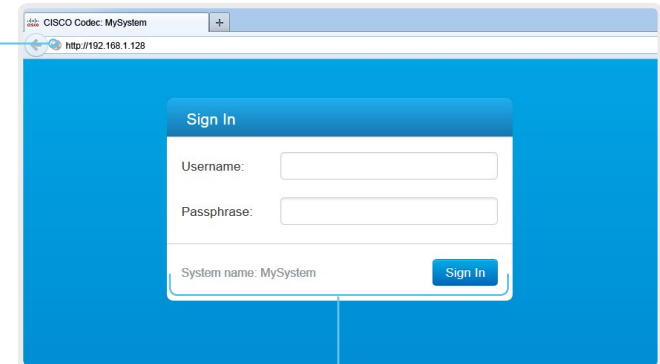 CISCO Codec: MySystem
+
http://192.168.1.128
Sign In
Username:
Passphrase:
System name: MySystem
Sign In